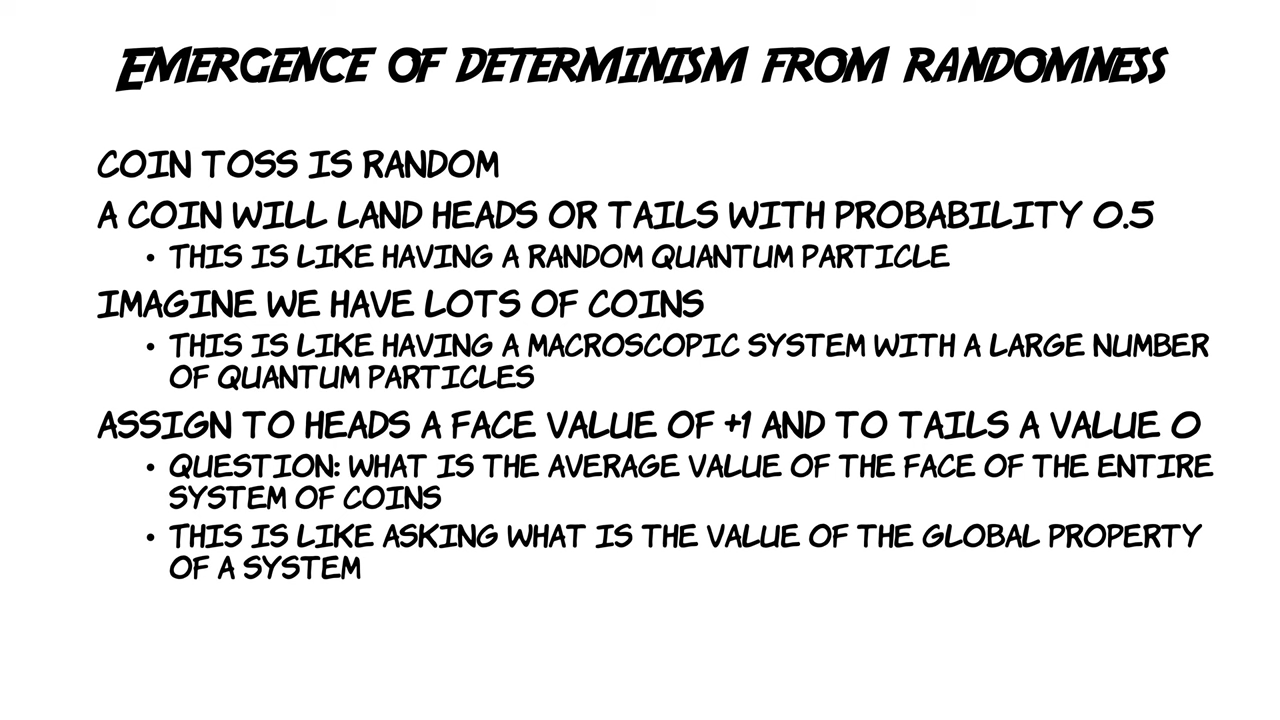 EMERGENCE OF DETERMINISM FROM RANDOMNESS
COIN TOSS IS RANDOM
A COIN WILL LAND HEADS OR TAILS WITH PROBABILITY 0.5
• THIS IS LIKE HAVING A RANDOM QUANTUM PARTICLE
IMAGINE WE HAVE LOTS OF COINS
• THIS IS LIKE HAVING A MACROSCOPIC SYSTEM WITH A LARGE NUMBER
OF QUANTUM PARTICLES
ASSIGN TO HEADS A FACE VALUE OF +1 AND TO TAILS A VALUE 0
• QUESTION: WHAT IS THE AVERAGE VALUE OF THE FACE OF THE ENTIRE
SYSTEM OF COINS
• THIS IS LIKE ASKING WHAT IS THE VALUE OF THE GLOBAL PROPERTY
OF A SYSTEM